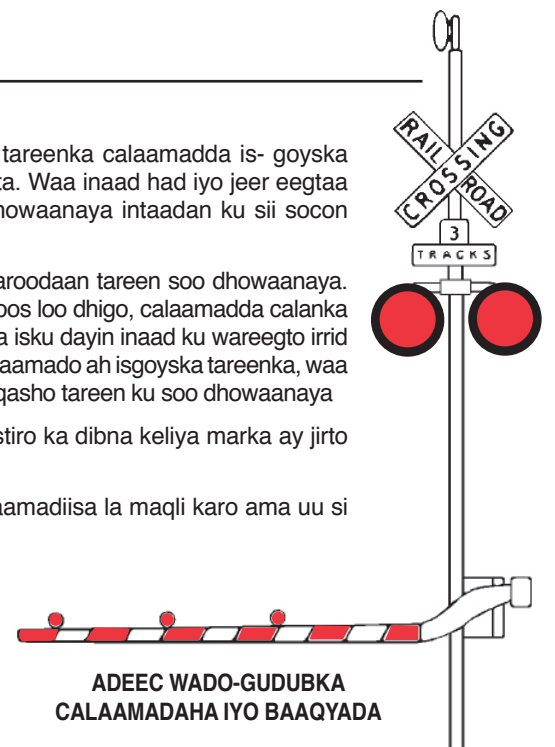 tareenka calaamadda is- goyska
ta. Waa inaad had iyo jeer eegtaa
howaanaya intaadan ku sii socon
aroodaan tareen soo dhowaanaya.
oos loo dhigo, calaamadda calanka
a isku dayin inaad ku wareegto irrid
laamado ah isgoyska tareenka, waa
qasho tareen ku soo dhowaanaya
stiro ka dibna keliya marka ay jirto
aamadiisa la maqli karo ama uu si
RAIL ROAD
CROSSING
3
TRACKS
ADEEC WADO-GUDUBKA
CALAAMADAHA IYO BAAQYADA